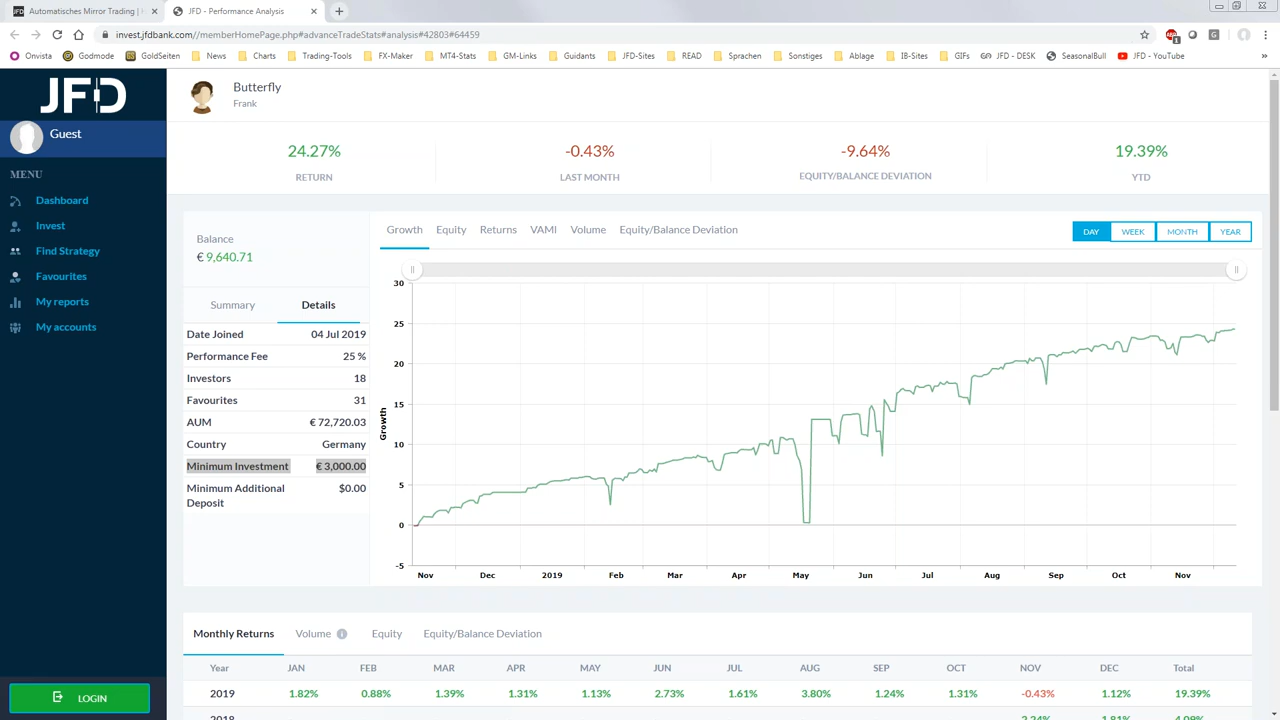 Automatisches Mirror Trading |
JFD - Performance Analysis
invest.jfdbank.com//memberHomePage.php#advanceTradeStats#analysis#42803#64459
Onvista
Godmode
GoldSeiten
News
Charts
Trading-Tools
FX-Maker
MT4-Stats
GM-Links
Guidants
JFD-Sites
READ
Sprachen
Sonstiges
Ablage
IB-Sites
GIFs
JFD - DESK
SeasonalBull
JFD - YouTube
»
JFD
Guest
MENU
Dashboard
Invest
Find Strategy
Favourites
My reports
My accounts
LOGIN
Butterfly
Frank
24.27%
RETURN
-0.43%
LAST MONTH
-9.64%
EQUITY/BALANCE DEVIATION
19.39%
YTD
Balance
€ 9,640.71
Summary Details
Date Joined 04 Jul 2019
Performance Fee 25 %
Investors 18
Favourites 31
AUM € 72,720.03
Country Germany
Minimum Investment € 3,000.00
Minimum Additional $0.00
Deposit
Growth Equity Returns VAMI Volume Equity/Balance Deviation
DAY WEEK MONTH YEAR
30
25
20
15
10
5
0
-5
Growth
Nov Dec 2019 Feb Mar Apr May Jun Jul Aug Sep Oct Nov
Monthly Returns Volume i Equity Equity/Balance Deviation
Year JAN FEB MAR APR MAY JUN JUL AUG SEP OCT NOV DEC Total
2019 1.82% 0.88% 1.39% 1.31% 1.13% 2.73% 1.61% 3.80% 1.24% 1.31% -0.43% 1.12% 19.39%